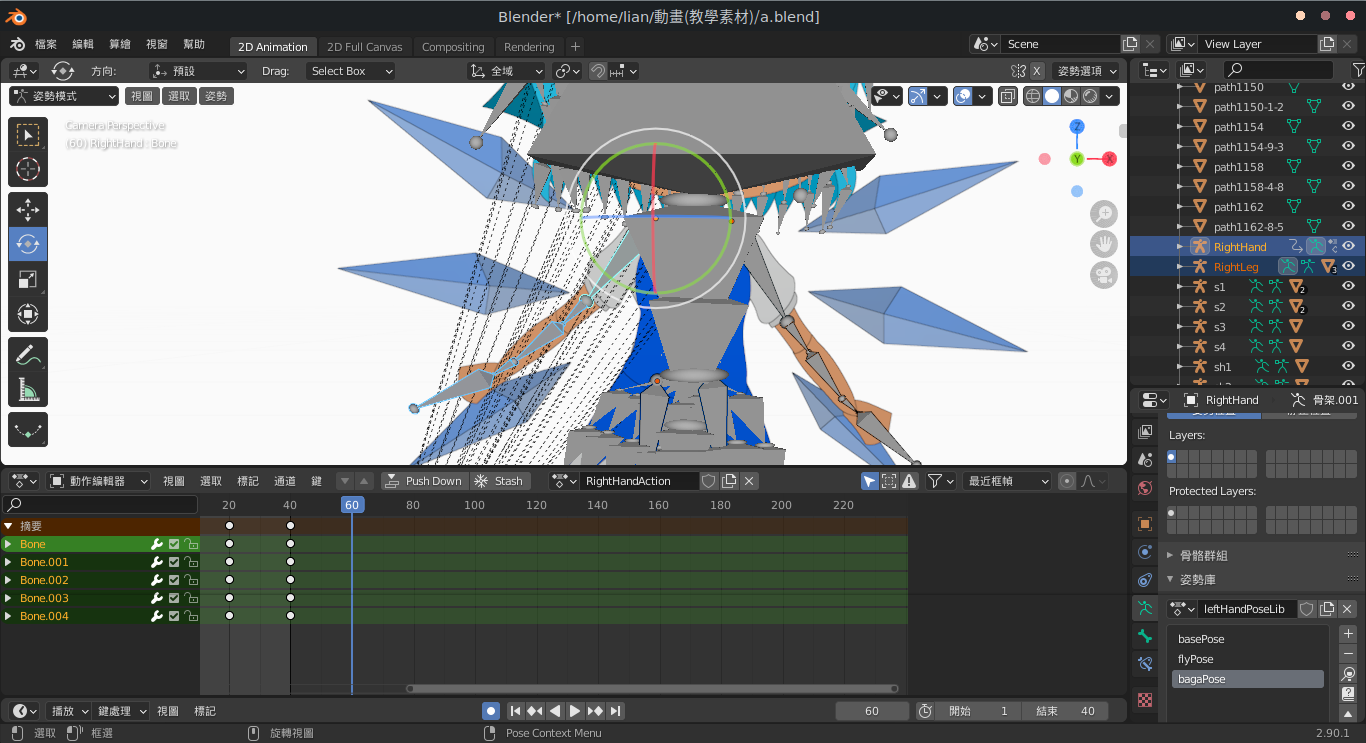 Blender* [/home/lian/動畫(教學素材)/a.blend]
檔案 編輯 算繪 視窗 幫助 2D Animation 2D Full Canvas Compositing Rendering + Scene View Layer
方向: 預設 Drag: Select Box 全域 X 姿勢選項
姿勢模式 視圖 選取 姿勢
Camera Perspective
(60) RightHand : Bone
Z
Y
X
path1150
path1150-1-2
path1154
path1154-9-3
path1158
path1158-4-8
path1162
path1162-8-5
RightHand
RightLeg 3
s1 2
s2 2
s3
s4
sh1
RightHand 骨架.001
Layers:
Protected Layers:
骨骼群組
姿勢庫
leftHandPoseLib
basePose
flyPose
bagaPose
動作編輯器 視圖 選取 標記 通道 鍵 Push Down Stash RightHandAction 最近框幀
20 40 60 80 100 120 140 160 180 200 220
摘要
Bone
Bone.001
Bone.002
Bone.003
Bone.004
播放 鍵處理 視圖 標記 60 開始 1 結束 40
選取 框選 旋轉視圖 Pose Context Menu 2.90.1